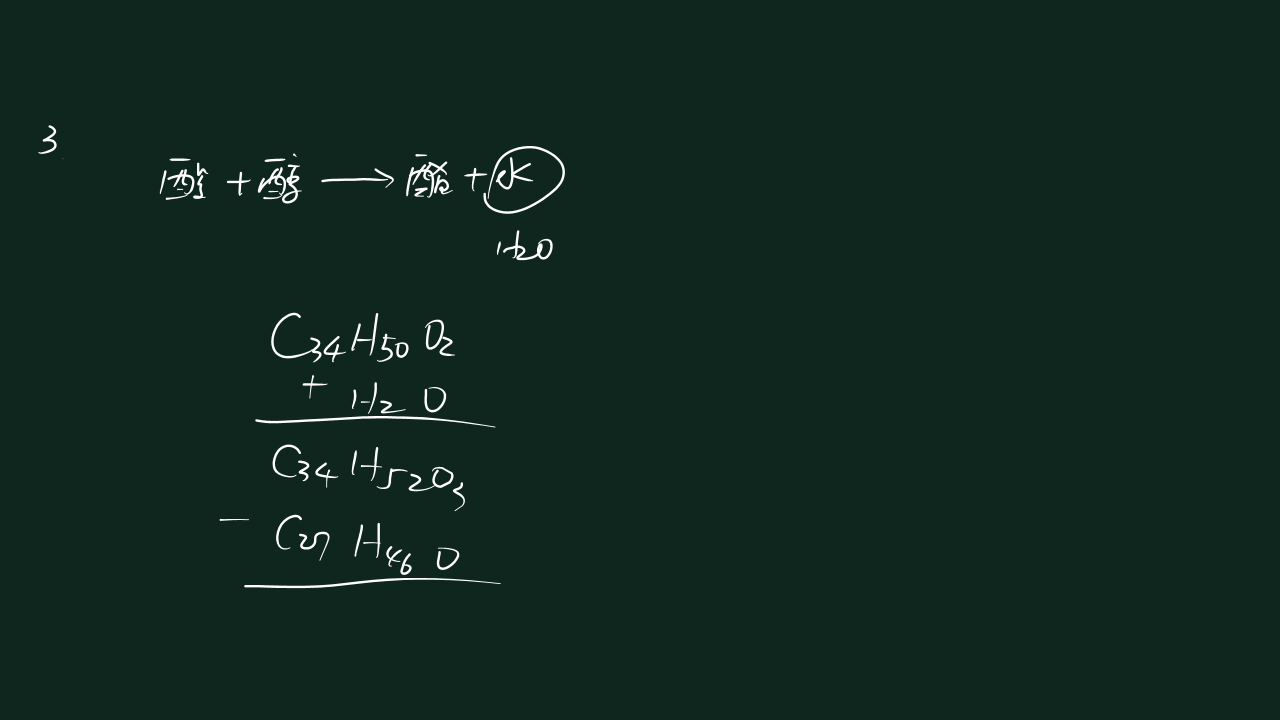 3
酸 + 醇 → 酯 + 水
H2O
C34H50O2
+ H2O
C34H52O3
— C27H46O